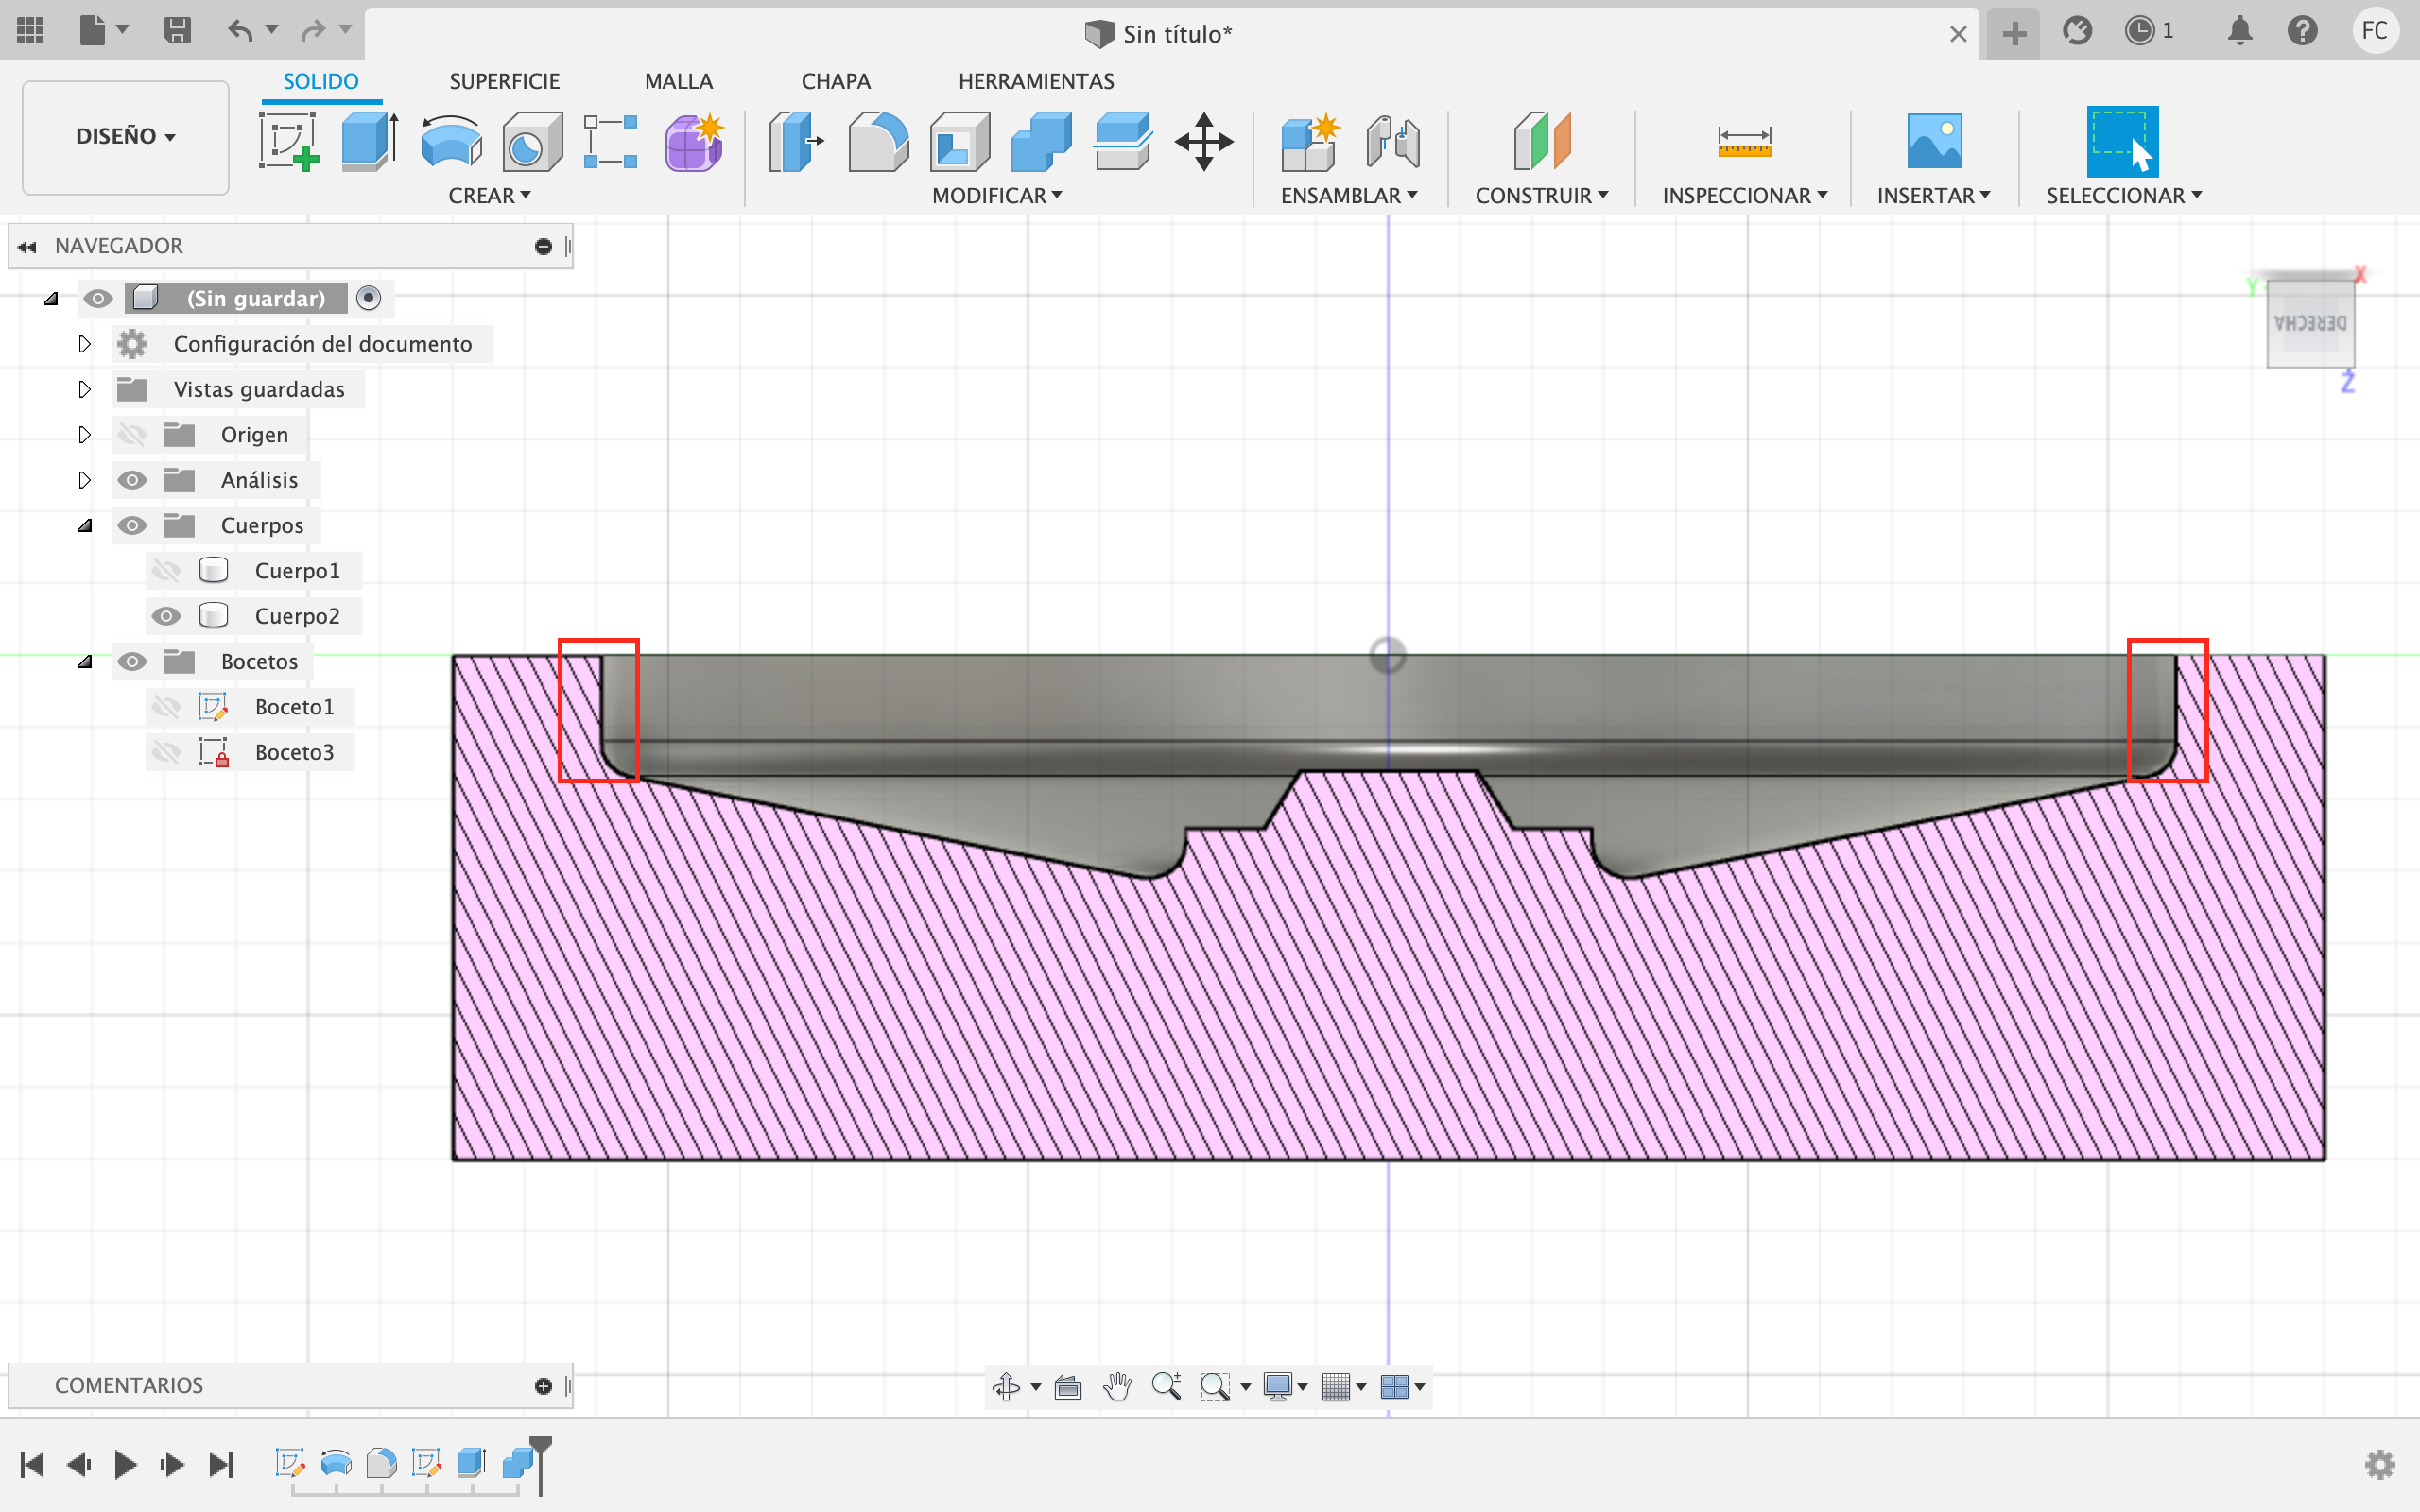 Sin título*
1
FC
DISEÑO
SOLIDO
SUPERFICIE
MALLA
CHAPA
HERRAMIENTAS
CREAR
MODIFICAR
ENSAMBLAR
CONSTRUIR
INSPECCIONAR
INSERTAR
SELECCIONAR
NAVEGADOR
(Sin guardar)
Configuración del documento
Vistas guardadas
Origen
Análisis
Cuerpos
Cuerpo1
Cuerpo2
Bocetos
Boceto1
Boceto3
X
Y
DERECHA
Z
COMENTARIOS